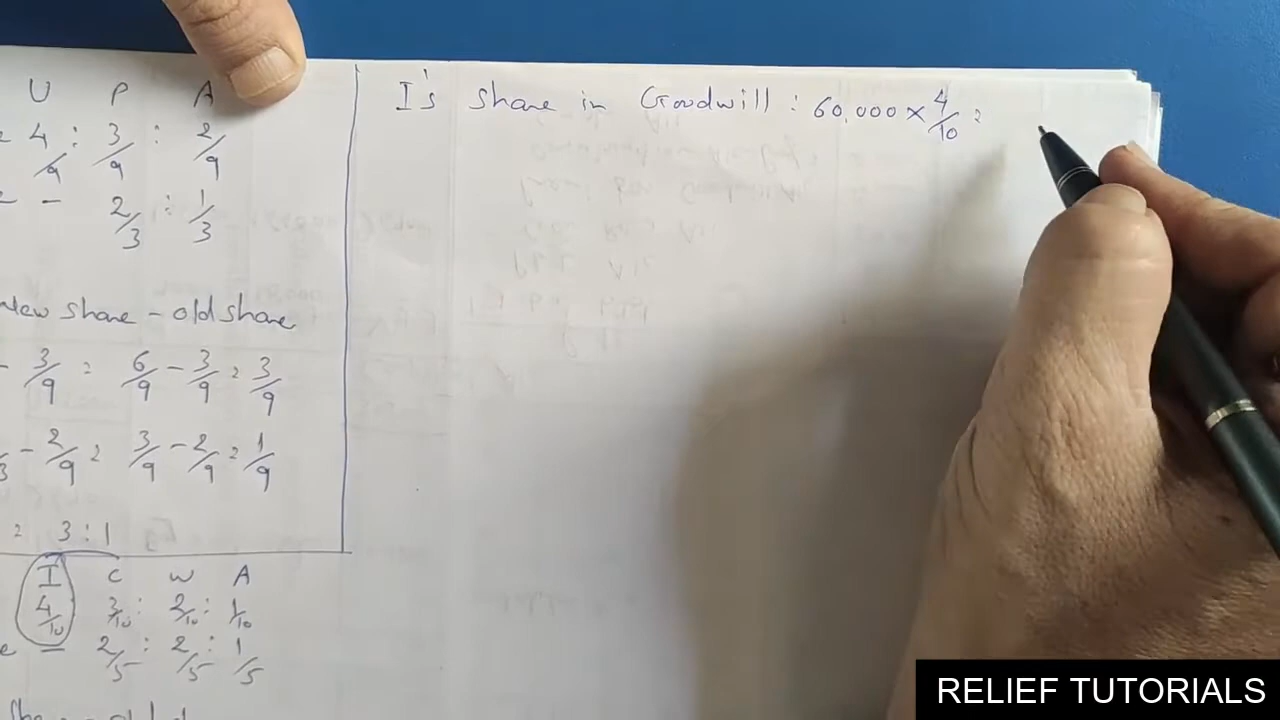 U P A
4/9 : 3/9 : 2/9
- 2/3 : 1/3
New share - old share
- 3/9 = 6/9 - 3/9 = 3/9
- 2/9 = 3/9 - 2/9 = 1/9
= 3:1
I C W A
4/10 3/10 : 2/10 : 1/10
- 2/5 : 2/5 : 1/5
I's share in Goodwill : 60,000 × 4/10 =
RELIEF TUTORIALS